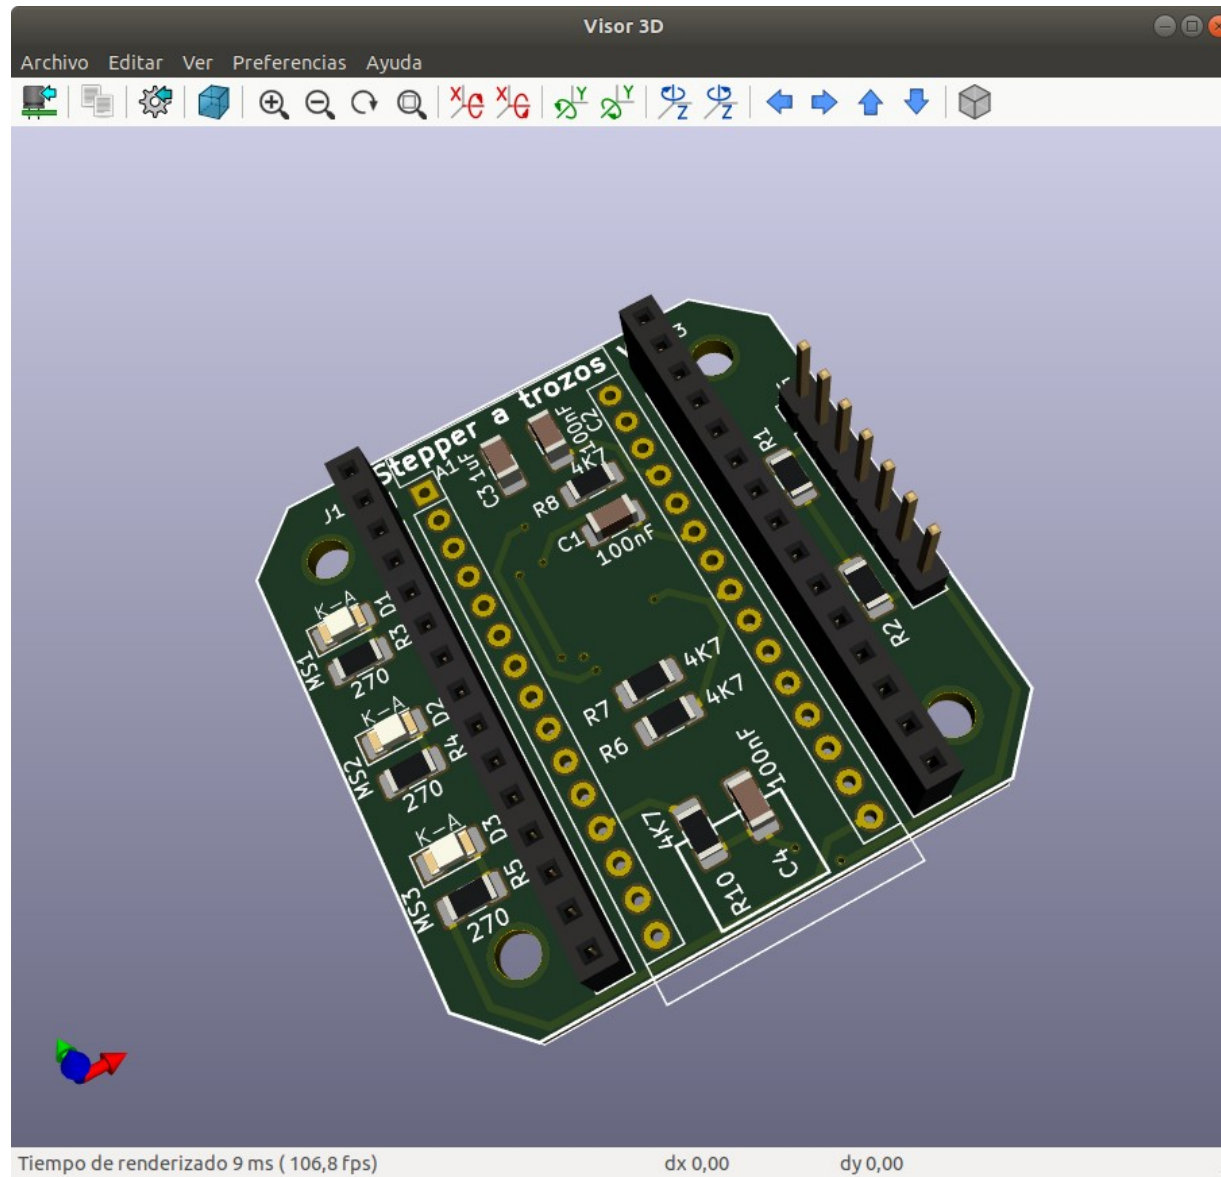 Visor 3D
Archivo Editar Ver Preferencias Ayuda
Stepper a trozos
3
J1
A1
C3 1uF
100nF
C2
4K7
R8
C1
100nF
R1
R2
K-A
D1
MS1
R3
270
K-A
D2
MS2
R4
270
K-A
D3
MS3
R5
270
4K7
R7
4K7
R6
100nF
4K7
C4
R10
Tiempo de renderizado 9 ms ( 106,8 fps)
dx 0,00
dy 0,00